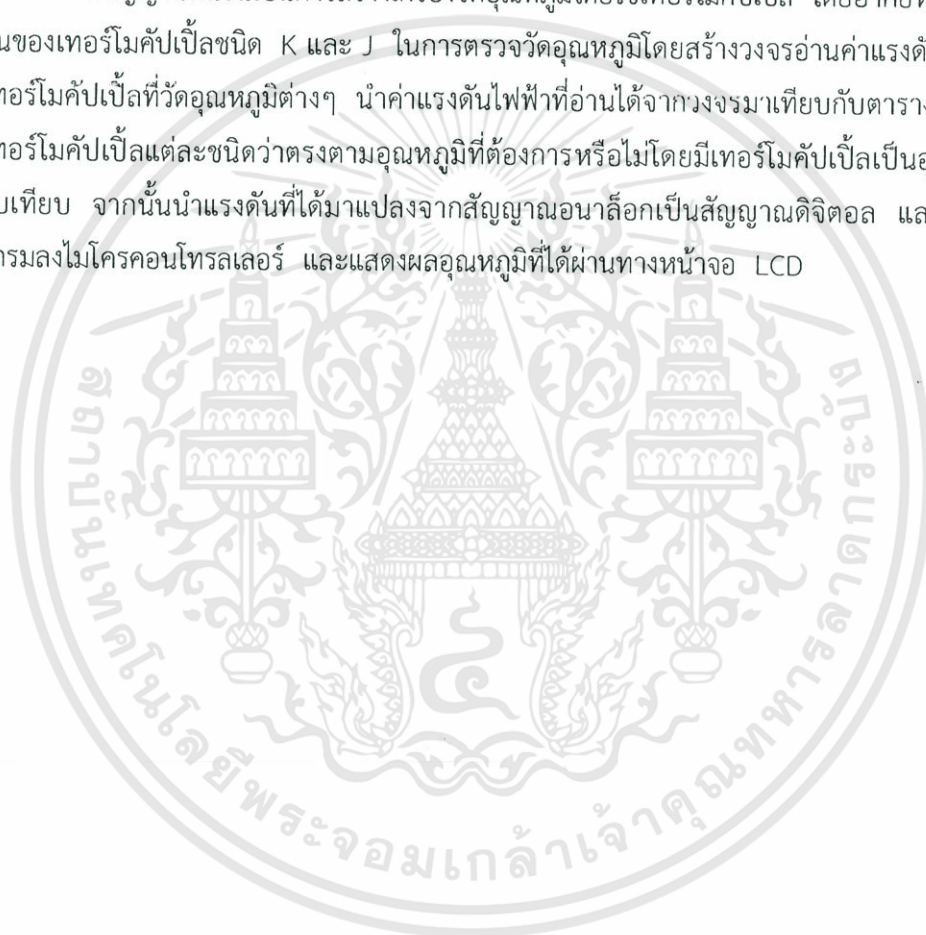 นของเทอร์โมคัปเปิ้ลชนิด K และ J ในการตรวจวัดอุณหภูมิโดยสร้างวงจรอ่านค่าแรงดั
ทอร์โมคัปเปิ้ลที่วัดอุณหภูมิต่างๆ นำค่าแรงดันไฟฟ้าที่อ่านได้จากวงจรมาเทียบกับตาราง
ทอร์โมคัปเปิ้ลแต่ละชนิดว่าตรงตามอุณหภูมิที่ต้องการหรือไม่โดยมีเทอร์โมคัปเปิ้ลเป็นอ
บเทียบ จากนั้นนำแรงดันที่ได้มาแปลงจากสัญญาณอนาล็อกเป็นสัญญาณดิจิตอล แล
กรมลงไมโครคอนโทรลเลอร์ และแสดงผลอุณหภูมิที่ได้ผ่านทางหน้าจอ LCD
สถาบันเทคโนโลยีพระจอมเกล้าเจ้าคุณทหารลาดกระบัง
๔